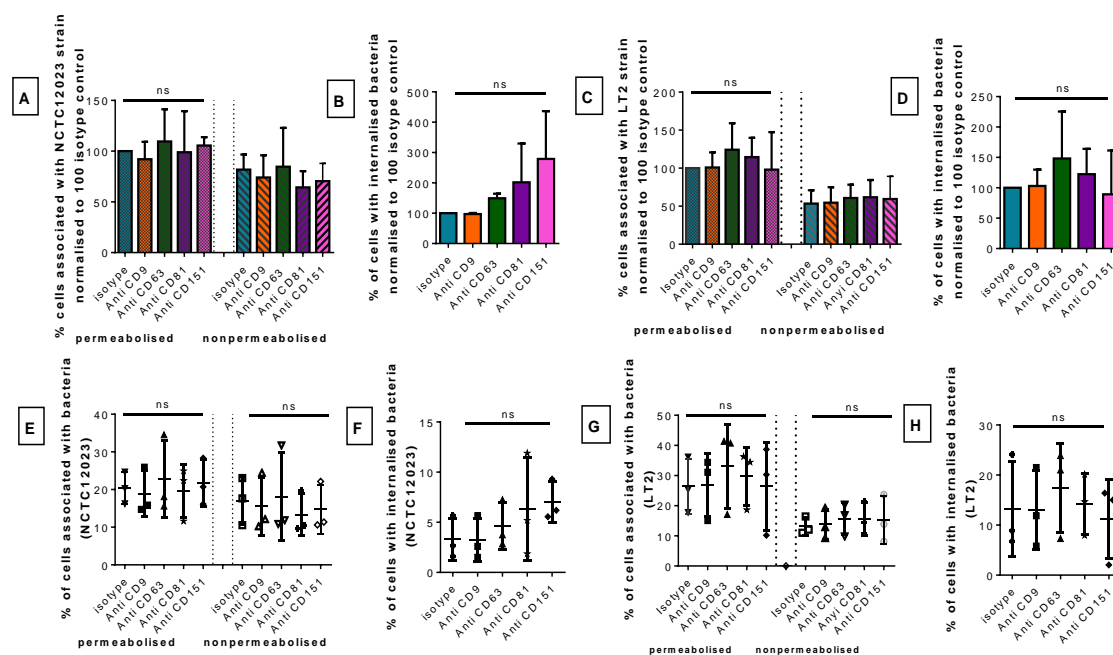 A
% cells associated with NCTC12023 strain
normalised to 100 isotype control
150
100
50
0
ns
isotype
Anti CD9
Anti CD63
Anti CD81
Anti CD151
isotype
Anti CD9
Anti CD63
Anti CD81
Anti CD151
permeabolised
nonpermeabolised
B
% of cells with internalised bacteria
normalised to 100 isotype control
500
400
300
200
100
0
ns
isotype
Anti CD9
Anti CD63
Anti CD81
Anti CD151
C
% cells associated with LT2 strain
normalised to 100 isotype control
200
150
100
50
0
ns
Isotype
Anti CD9
Anti CD63
Anti CD81
Anti CD151
Isotype
Anti CD9
Anti CD63
Anyi CD81
Anti CD151
permeabolised
nonpermeabolised
D
% of cells with internalised bacteria
normalised to 100 isotype control
250
200
150
100
50
0
ns
isotype
Anti CD9
Anti CD63
Anti CD81
Anti CD151
E
% of cells associated with bacteria
(NCTC12023)
40
30
20
10
0
ns
ns
isotype
Anti CD9
Anti CD63
Anti CD81
Anti CD151
isotype
Anti CD9
Anti CD63
Anti CD81
Anti CD151
permeabolised
nonpermeabolised
F
% of cells with internalised bacteria
(NCTC12023)
15
10
5
0
ns
isotype
Anti CD9
Anti CD63
Anti CD81
Anti CD151
G
% of cells associated with bacteria
(LT2)
50
40
30
20
10
0
ns
ns
Isotype
Anti CD9
Anti CD63
Anti CD81
Anti CD151
Isotype
Anti CD9
Anti CD63
Anyi CD81
Anti CD151
permeabolised
nonpermeabolised
H
% of cells with internalised bacteria
(LT2)
30
20
10
0
ns
isotype
Anti CD9
Anti CD63
Anti CD81
Anti CD151